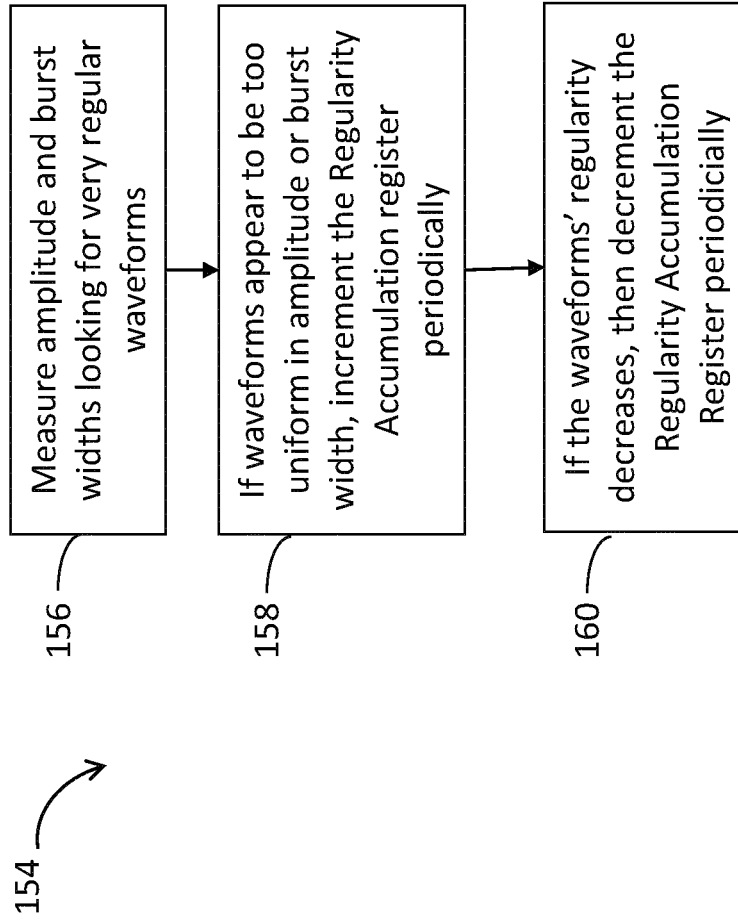 154
156
Measure amplitude and burst
widths looking for very regular
waveforms
158
If waveforms appear to be too
uniform in amplitude or burst
width, increment the Regularity
Accumulation register
periodically
160
If the waveforms’ regularity
decreases, then decrement the
Regularity Accumulation
Register periodicially